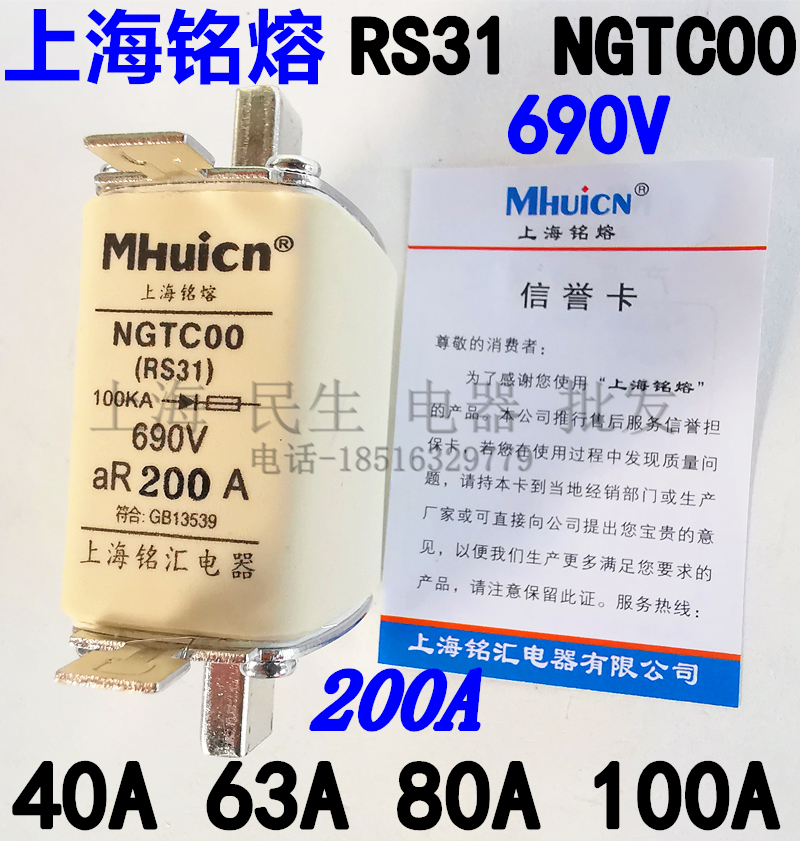 上海铭熔 RS31 NGTC00
690V
MHuicn®
上海铭熔
NGTC00
(RS31)
100KA
690V
aR 200 A
符合: GB13539
上海铭汇电器
MHUiCN®
上海铭熔
信誉卡
尊敬的消费者：
为了感谢您使用“上海铭熔”
的产品。本公司推行售后服务信誉担
保卡。若您在使用过程中发现质量问
题，请持本卡到当地经销部门或生产
厂家或可直接向公司提出您宝贵的意
见，以便我们生产更多满足您要求的
产品，请注意保留此证。服务热线：
上海铭汇电器有限公司
上海 民生 电器 批发
电话-18516329779
200A
40A 63A 80A 100A